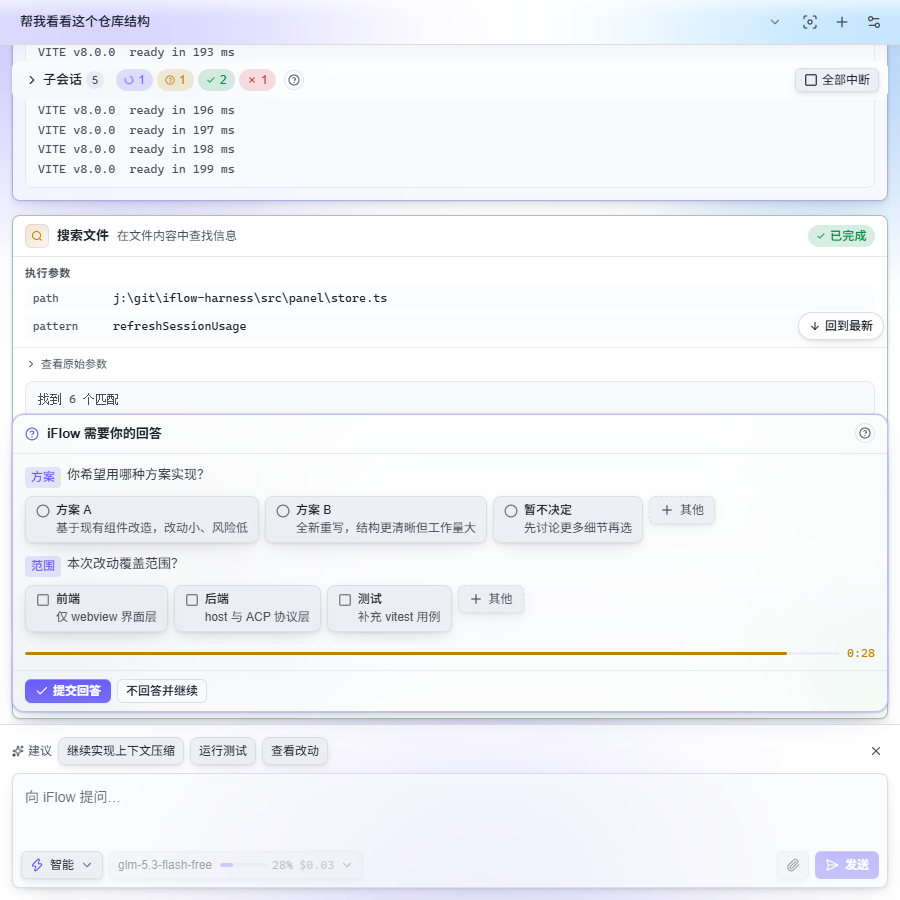 帮我看看这个仓库结构
VITE v8.0.0  ready in 193 ms
子会话 5 1 1 2 1 全部中断
VITE v8.0.0  ready in 196 ms
VITE v8.0.0  ready in 197 ms
VITE v8.0.0  ready in 198 ms
VITE v8.0.0  ready in 199 ms
搜索文件 在文件内容中查找信息 已完成
执行参数
path j:\git\iflow-harness\src\panel\store.ts
pattern refreshSessionUsage
回到最新
查看原始参数
找到 6 个匹配
iFlow 需要你的回答
方案 你希望用哪种方案实现?
方案 A 方案 B 暂不决定 其他
基于现有组件改造，改动小、风险低 全新重写，结构更清晰但工作量大 先讨论更多细节再选
范围 本次改动覆盖范围?
前端 后端 测试 其他
仅 webview 界面层 host 与 ACP 协议层 补充 vitest 用例
0:28
提交回答 不回答并继续
建议 继续实现上下文压缩 运行测试 查看改动
向 iFlow 提问…
智能 glm-5.3-flash-free 28% $0.03 发送